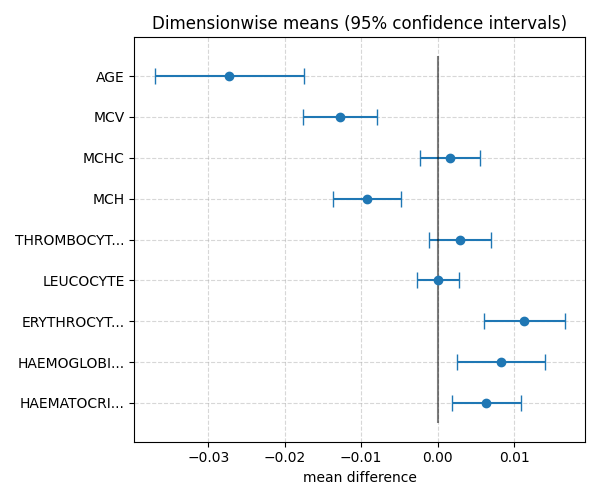 Dimensionwise means (95% confidence intervals)
AGE
MCV
MCHC
MCH
THROMBOCYT...
LEUCOCYTE
ERYTHROCYT...
HAEMOGLOBI...
HAEMATOCRI...
−0.03 −0.02 −0.01 0.00 0.01
mean difference